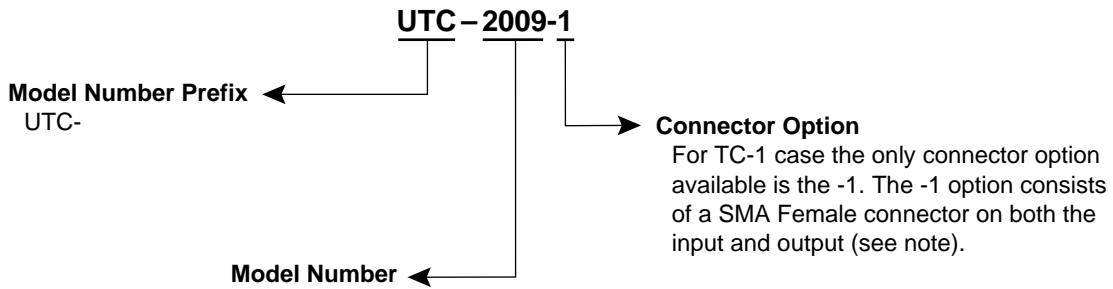 UTC – 2009-1
Model Number Prefix
UTC-
Connector Option
For TC-1 case the only connector option
available is the -1. The -1 option consists
of a SMA Female connector on both the
input and output (see note).
Model Number